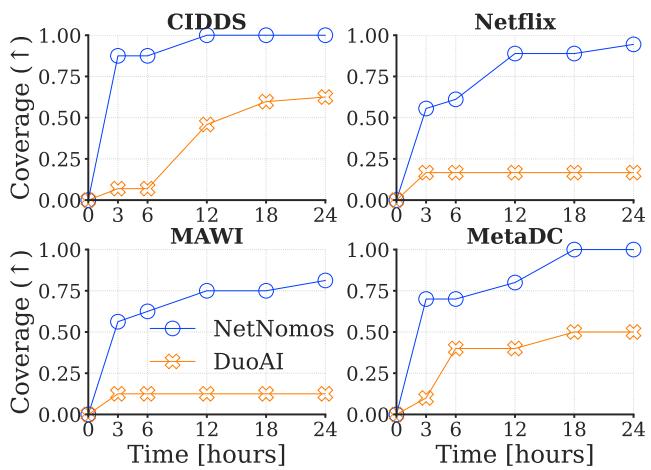 CIDDS
Coverage (↑)
1.00
0.75
0.50
0.25
0.00
0 3 6 12 18 24
Netflix
1.00
0.75
0.50
0.25
0.00
0 3 6 12 18 24
MAWI
Coverage (↑)
1.00
0.75
0.50
0.25
0.00
NetNomos
DuoAI
0 3 6 12 18 24
Time [hours]
MetaDC
1.00
0.75
0.50
0.25
0.00
0 3 6 12 18 24
Time [hours]